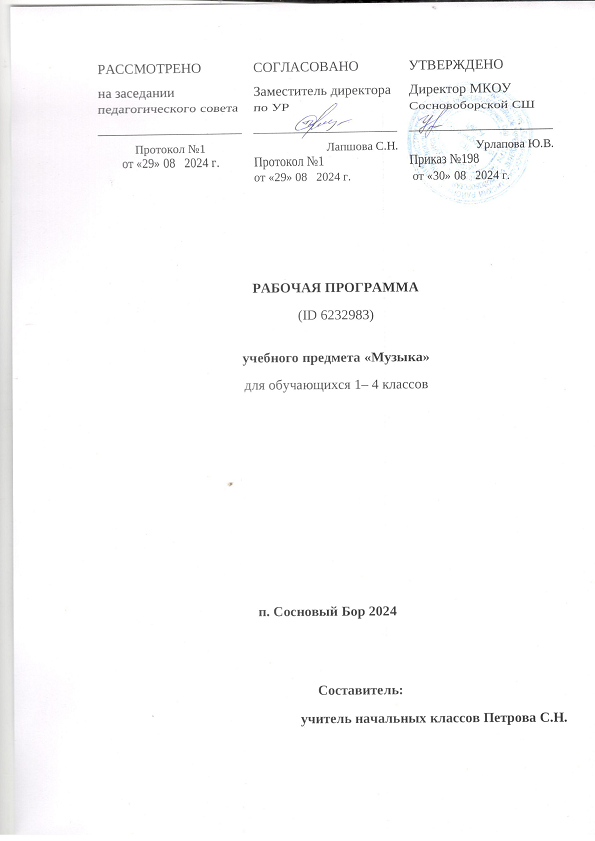 РАССМОТРЕНО
на заседании
педагогического совета
Протокол №1
от «29» 08 2024 г.
СОГЛАСОВАНО
Заместитель директора
по УР
Лапшова С.Н.
Протокол №1
от «29» 08 2024 г.
УТВЕРЖДЕНО
Директор МКОУ
Сосновоборской СШ
Урлапова Ю.В.
Приказ №198
от «30» 08 2024 г.
РАБОЧАЯ ПРОГРАММА
(ID 6232983)
учебного предмета «Музыка»
для обучающихся 1– 4 классов
п. Сосновый Бор 2024
Составитель:
учитель начальных классов Петрова С.Н.